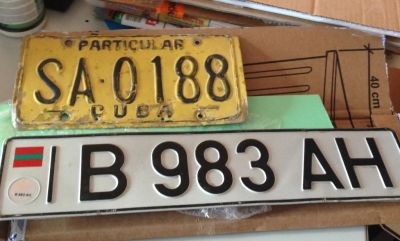 PARTICULAR
SA 0188
CUBA
40 cm
B 983 AH